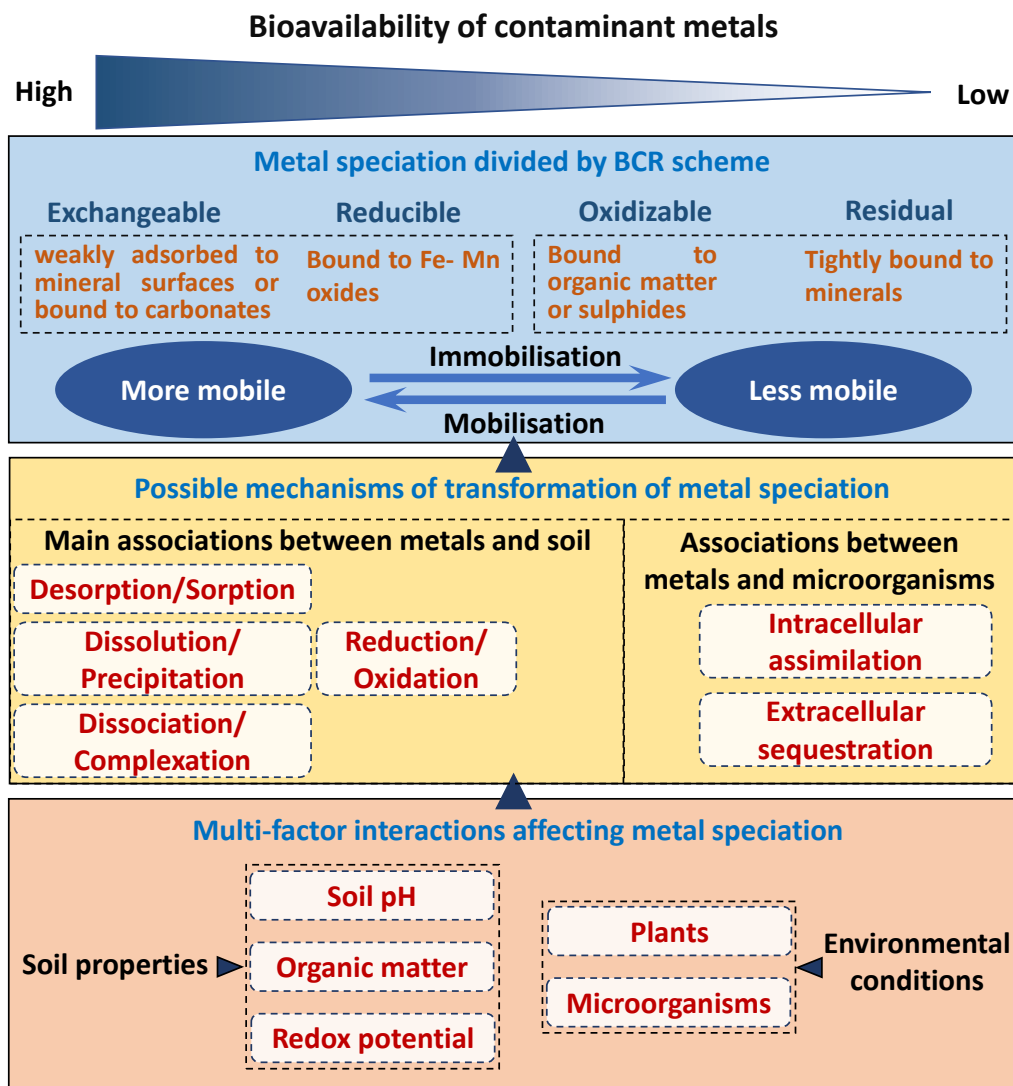 Bioavailability of contaminant metals
High
Low
Metal speciation divided by BCR scheme
Exchangeable
Reducible
Oxidizable
Residual
weakly adsorbed to
mineral surfaces or
bound to carbonates
Bound to Fe- Mn
oxides
Bound to
organic matter
or sulphides
Tightly bound to
minerals
More mobile
Immobilisation
Mobilisation
Less mobile
Possible mechanisms of transformation of metal speciation
Main associations between metals and soil
Desorption/Sorption
Dissolution/
Precipitation
Reduction/
Oxidation
Dissociation/
Complexation
Associations between
metals and microorganisms
Intracellular
assimilation
Extracellular
sequestration
Multi-factor interactions affecting metal speciation
Soil properties
Soil pH
Organic matter
Redox potential
Plants
Microorganisms
Environmental
conditions